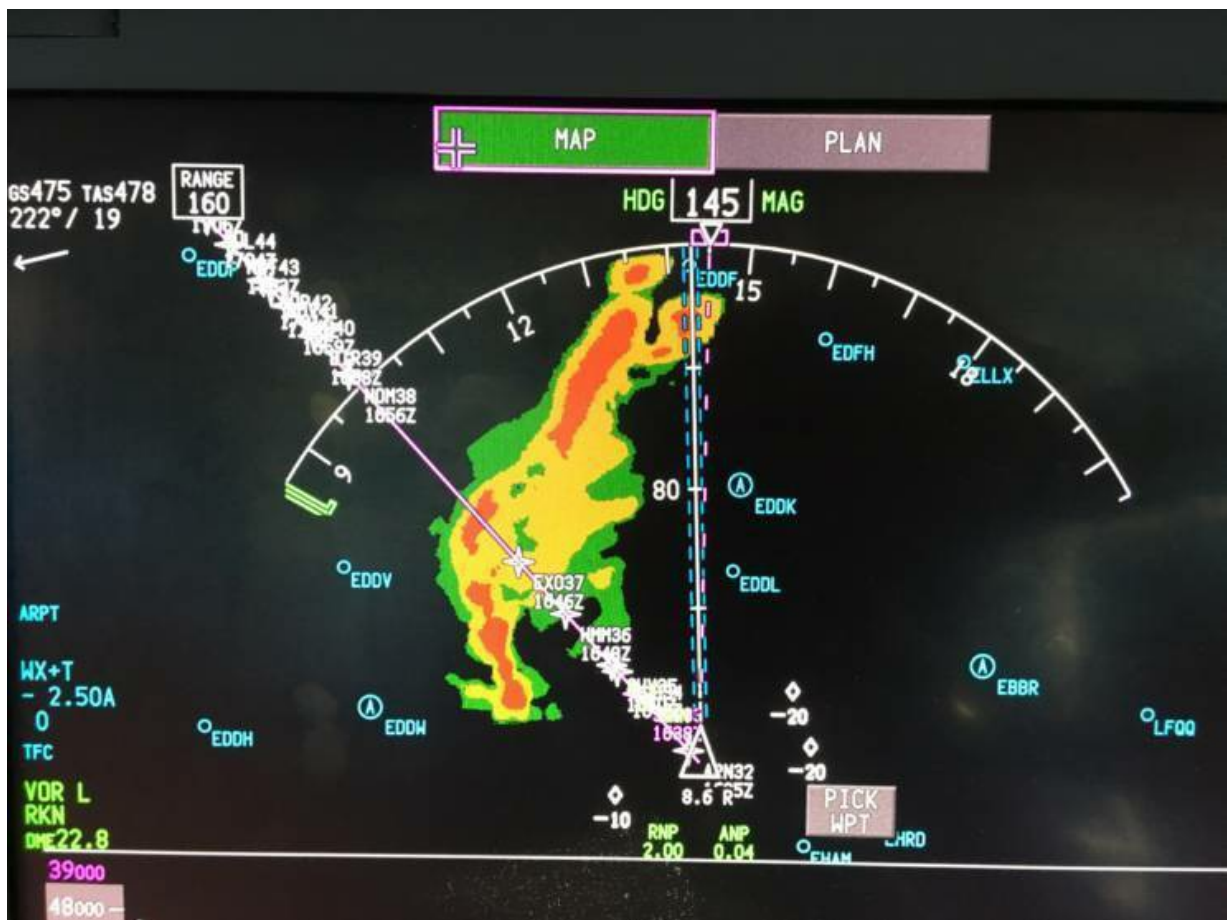 MAP
PLAN
GS475 TAS478
222°/ 19
RANGE
160
HDG 145 MAG
EDDF
15
12
18
9
EDFH
ELLX
NOM38
1656Z
80
EDDK
EXO37
1646Z
EDDV
EDDL
ARPT
WMM36
WX+T
- 2.50A
0
EBBR
EDDH
EDDW
-20
LFQQ
TFC
-20
VOR L
RKN
DME22.8
8.6 R
-10
PICK
WPT
RNP
2.00
ANP
0.04
EHAM
39000
48000